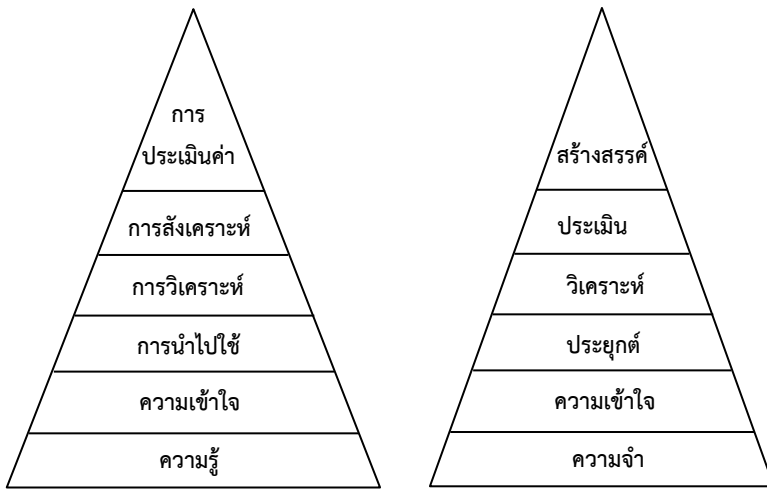 การ
ประเมินค่า
การสังเคราะห์
การวิเคราะห์
การนำไปใช้
ความเข้าใจ
ความรู้
สร้างสรรค์
ประเมิน
วิเคราะห์
ประยุกต์
ความเข้าใจ
ความจำ